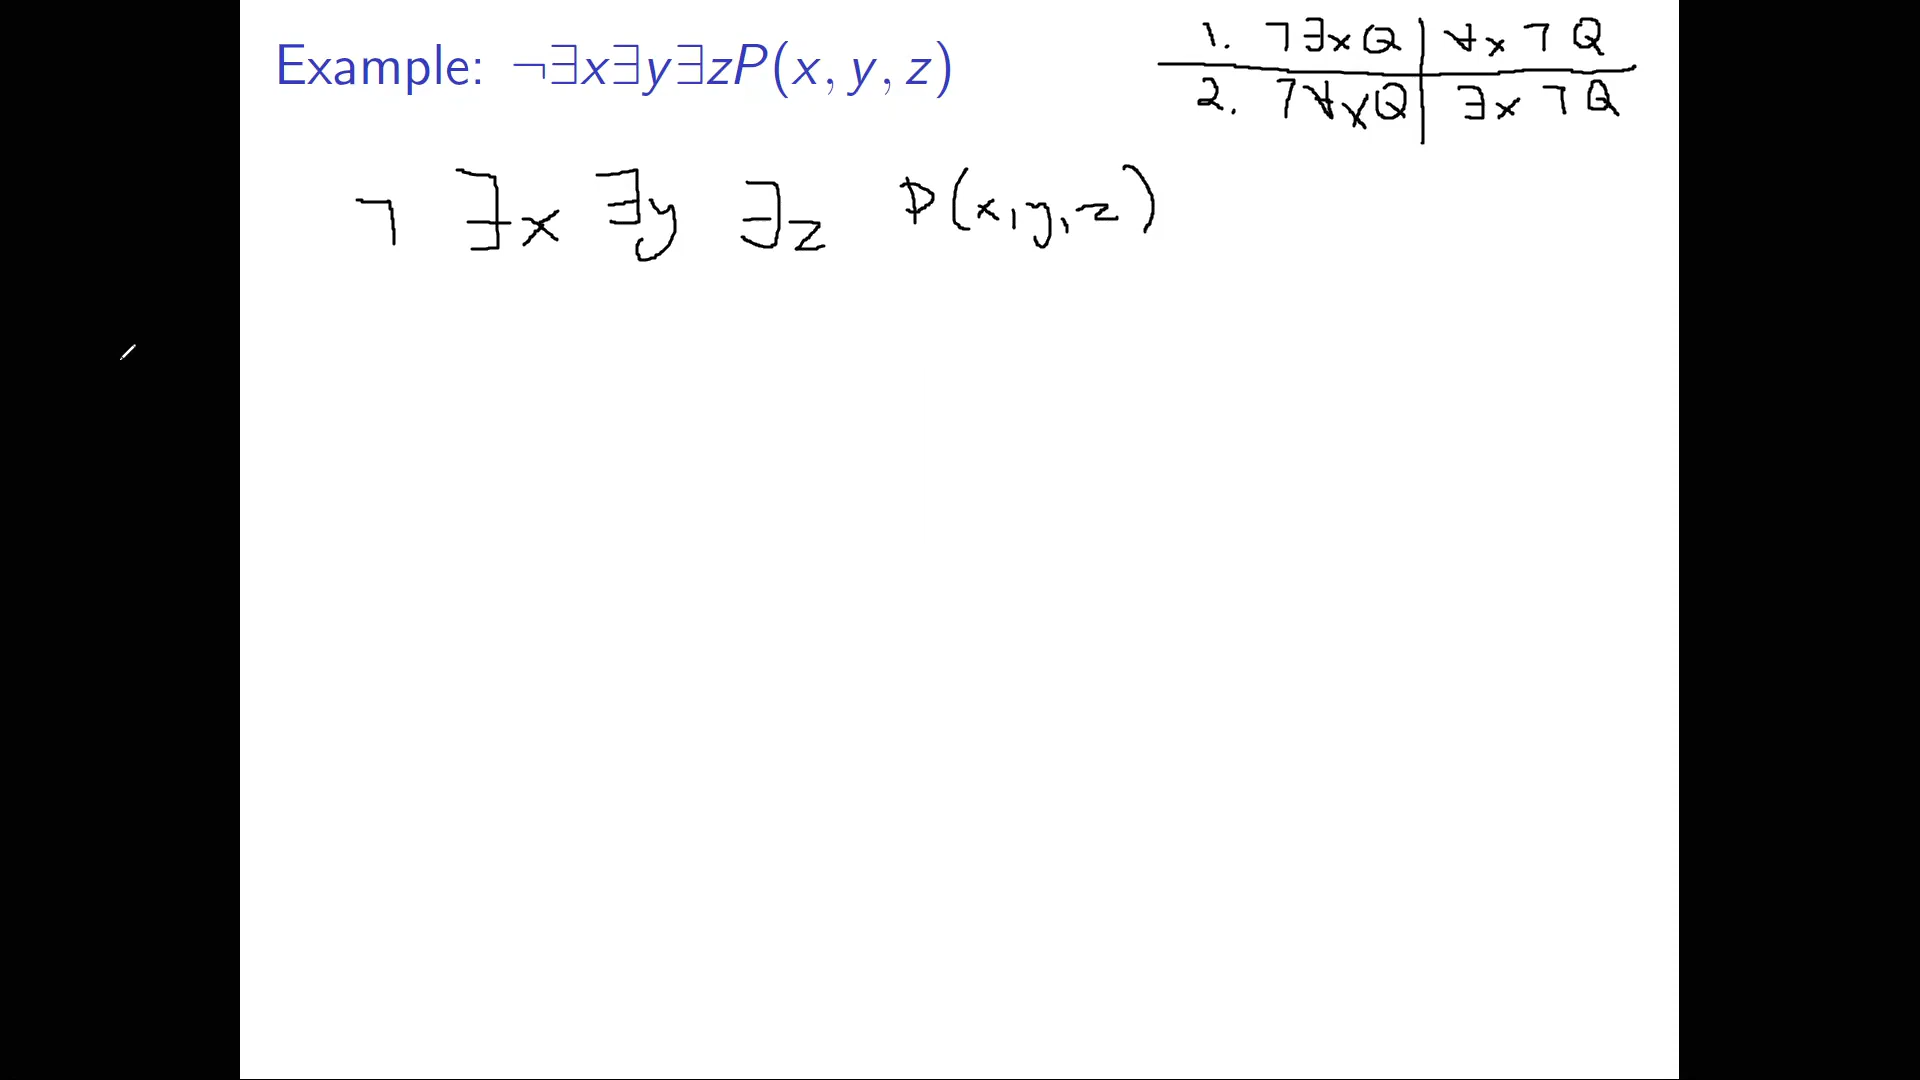 Example: ¬∃x∃y∃zP(x, y, z)
1. ¬∃xQ | ∀x¬Q
2. ¬∀xQ | ∃x¬Q
¬ ∃x ∃y ∃z P(x,y,z)